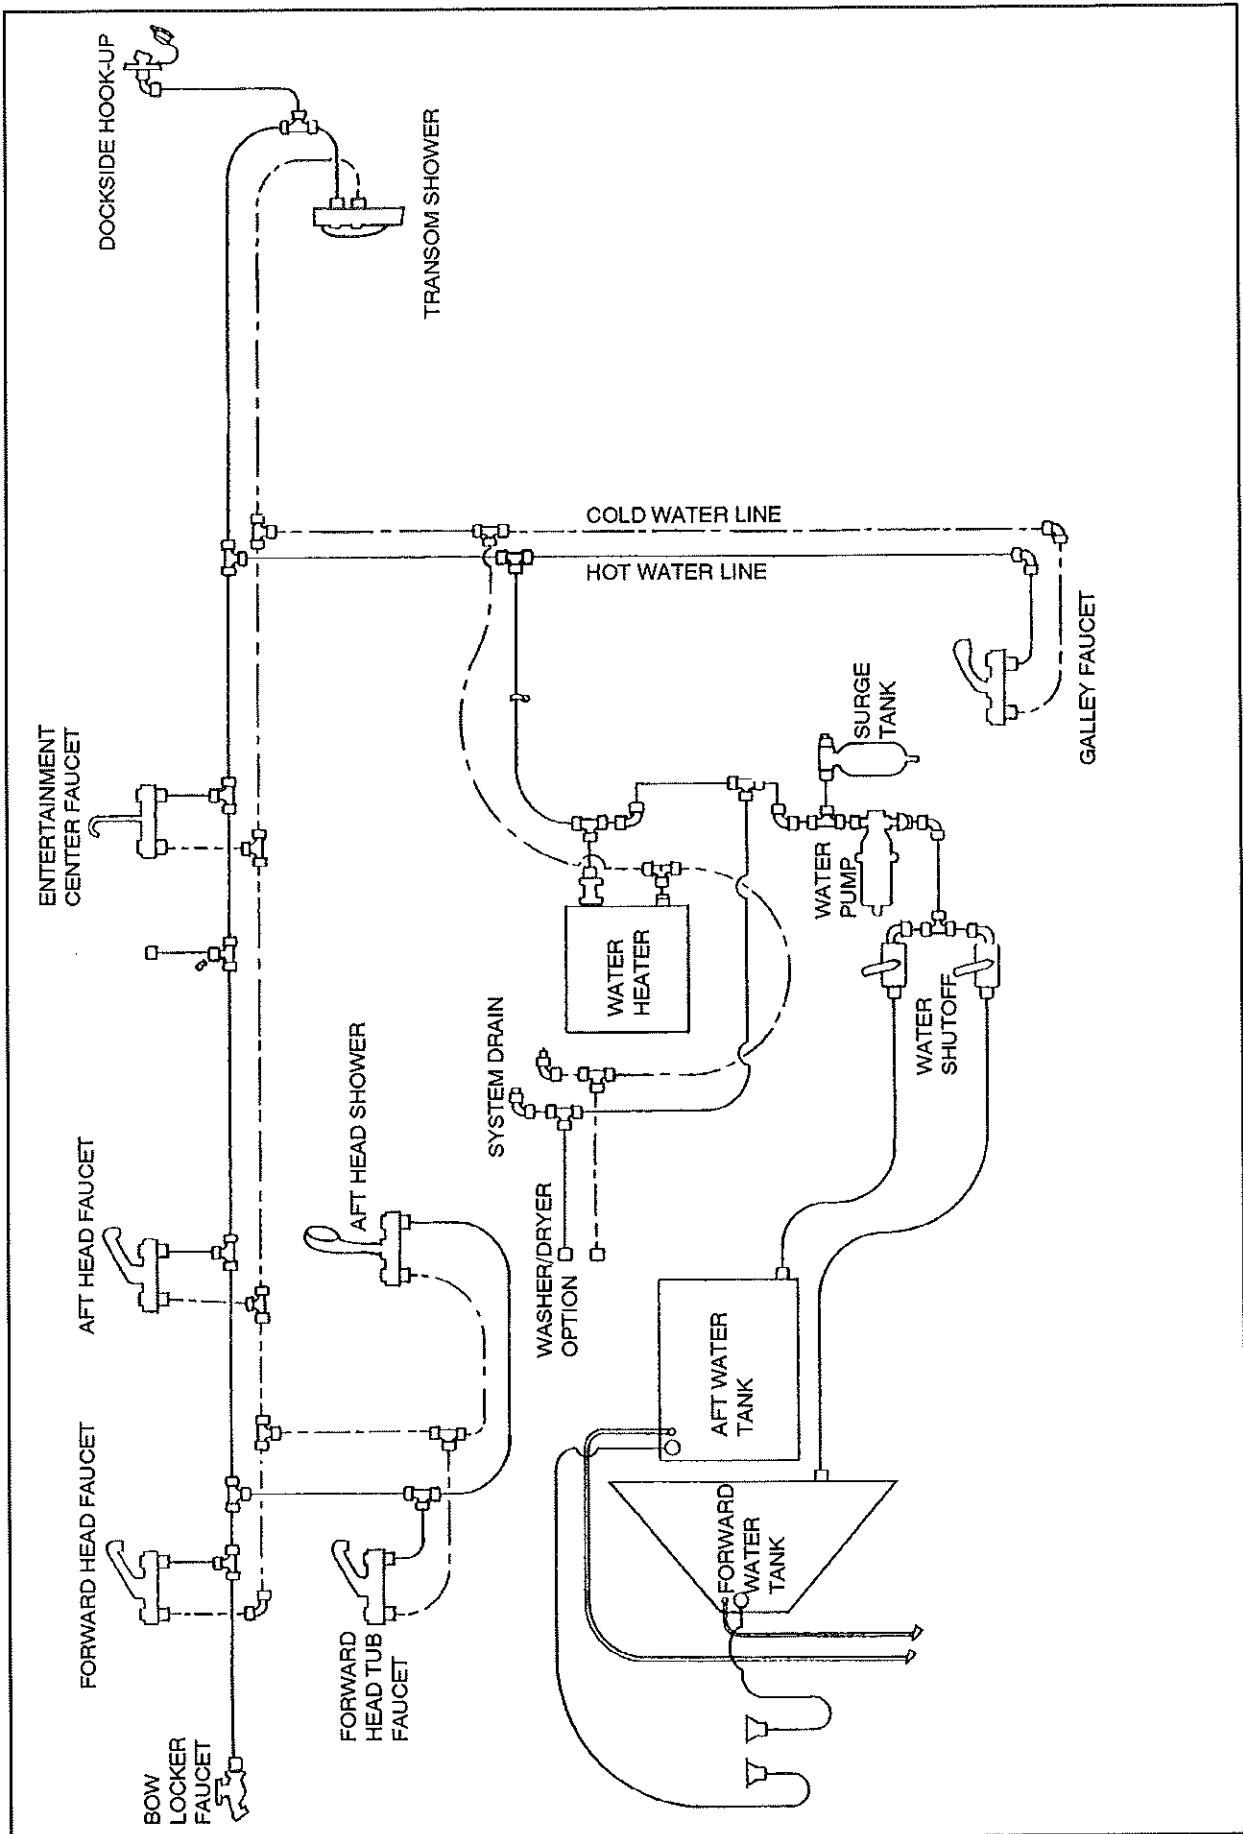 DOCKSIDE HOOK-UP
TRANSOM SHOWER
COLD WATER LINE
HOT WATER LINE
GALLEY FAUCET
ENTERTAINMENT
CENTER FAUCET
SURGE
TANK
WATER
PUMP
WATER
HEATER
WATER
SHUTOFF
SYSTEM DRAIN
AFT HEAD SHOWER
AFT HEAD FAUCET
WASHER/DRYER
OPTION
AFT WATER
TANK
FORWARD
WATER
TANK
FORWARD HEAD FAUCET
FORWARD
HEAD TUB
FAUCET
BOW
LOCKER
FAUCET